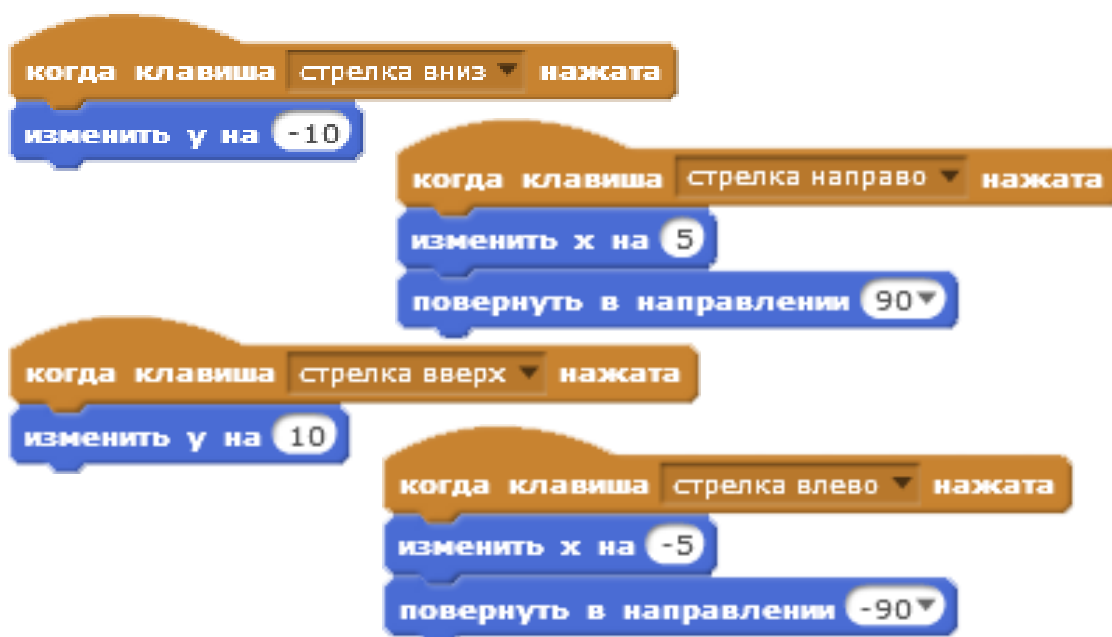 когда клавиша стрелка вниз нажата
изменить y на -10
когда клавиша стрелка направо нажата
изменить x на 5
повернуть в направлении 90
когда клавиша стрелка вверх нажата
изменить y на 10
когда клавиша стрелка влево нажата
изменить x на -5
повернуть в направлении -90